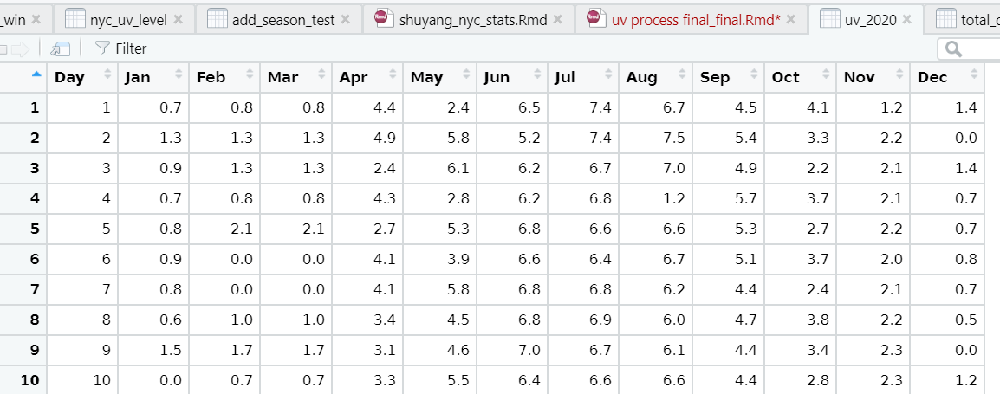 _win nyc_uv_level add_season_test shuyang_nyc_stats.Rmd uv process final_final.Rmd* uv_2020 total_c
Filter
Day Jan Feb Mar Apr May Jun Jul Aug Sep Oct Nov Dec
1 1 0.7 0.8 0.8 4.4 2.4 6.5 7.4 6.7 4.5 4.1 1.2 1.4
2 2 1.3 1.3 1.3 4.9 5.8 5.2 7.4 7.5 5.4 3.3 2.2 0.0
3 3 0.9 1.3 1.3 2.4 6.1 6.2 6.7 7.0 4.9 2.2 2.1 1.4
4 4 0.7 0.8 0.8 4.3 2.8 6.2 6.8 1.2 5.7 3.7 2.1 0.7
5 5 0.8 2.1 2.1 2.7 5.3 6.8 6.6 6.6 5.3 2.7 2.2 0.7
6 6 0.9 0.0 0.0 4.1 3.9 6.6 6.4 6.7 5.1 3.7 2.0 0.8
7 7 0.8 0.0 0.0 4.1 5.8 6.8 6.8 6.2 4.4 2.4 2.1 0.7
8 8 0.6 1.0 1.0 3.4 4.5 6.8 6.9 6.0 4.7 3.8 2.2 0.5
9 9 1.5 1.7 1.7 3.1 4.6 7.0 6.7 6.1 4.4 3.4 2.3 0.0
10 10 0.0 0.7 0.7 3.3 5.5 6.4 6.6 6.6 4.4 2.8 2.3 1.2